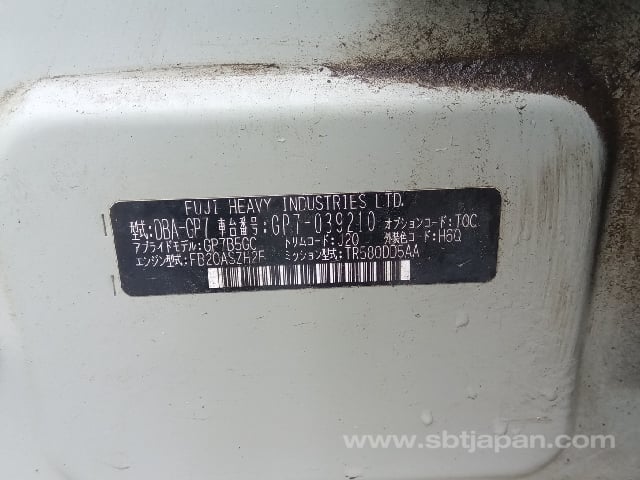 FUJI HEAVY INDUSTRIES LTD.
型式:DBA-GP7 車台番号:GP7-039210 オプションコード:TOC
アプライドモデル:GP7B5GC トリムコード:J20 外装色コード:H6Q
エンジン型式:FB20ASZH2F ミッション型式:TR580DD5AA
www.sbtjapan.com